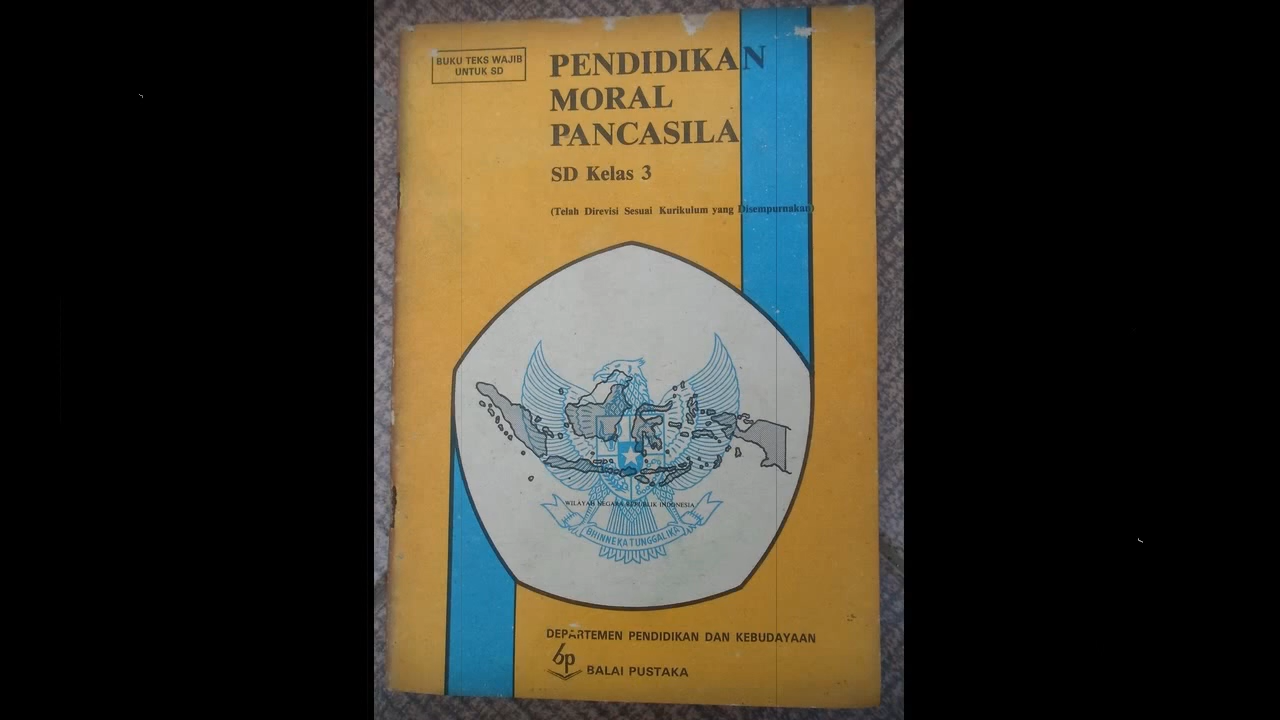 BUKU TEKS WAJIB
UNTUK SD
PENDIDIKAN
MORAL
PANCASILA
SD Kelas 3
(Telah Direvisi Sesuai Kurikulum yang Disempurnakan)
WILAYAH NEGARA REPUBLIK INDONESIA
BHINNEKA TUNGGAL IKA
DEPARTEMEN PENDIDIKAN DAN KEBUDAYAAN
bp
BALAI PUSTAKA